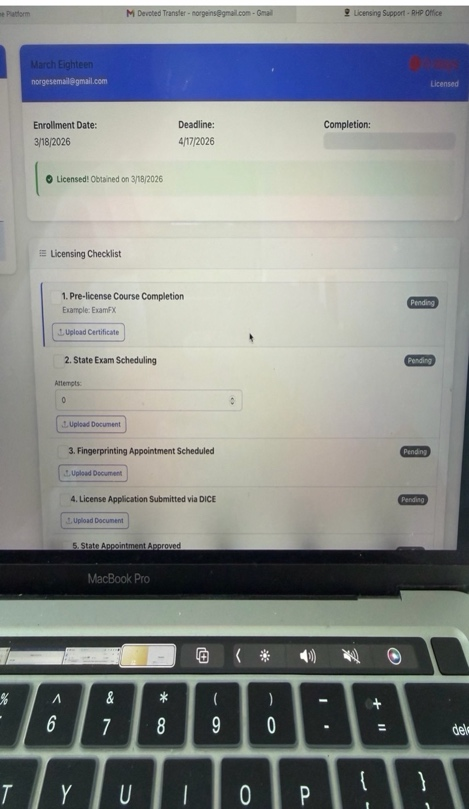 e Platform
Devoted Transfer - norgeins@gmail.com - Gmail
Licensing Support - RHP Office
March Eighteen
norgesemail@gmail.com
Licensed
Enrollment Date:
Deadline:
Completion:
3/18/2026
4/17/2026
Licensed! Obtained on 3/18/2026
Licensing Checklist
1. Pre-license Course Completion
Pending
Example: ExamFX
Upload Certificate
2. State Exam Scheduling
Pending
Attempts:
0
Upload Document
3. Fingerprinting Appointment Scheduled
Pending
Upload Document
4. License Application Submitted via DICE
Pending
Upload Document
5. State Appointment Approved
MacBook Pro
% ^ & * ( ) - +
6 7 8 9 0 - =
dele
T Y U I O P { }